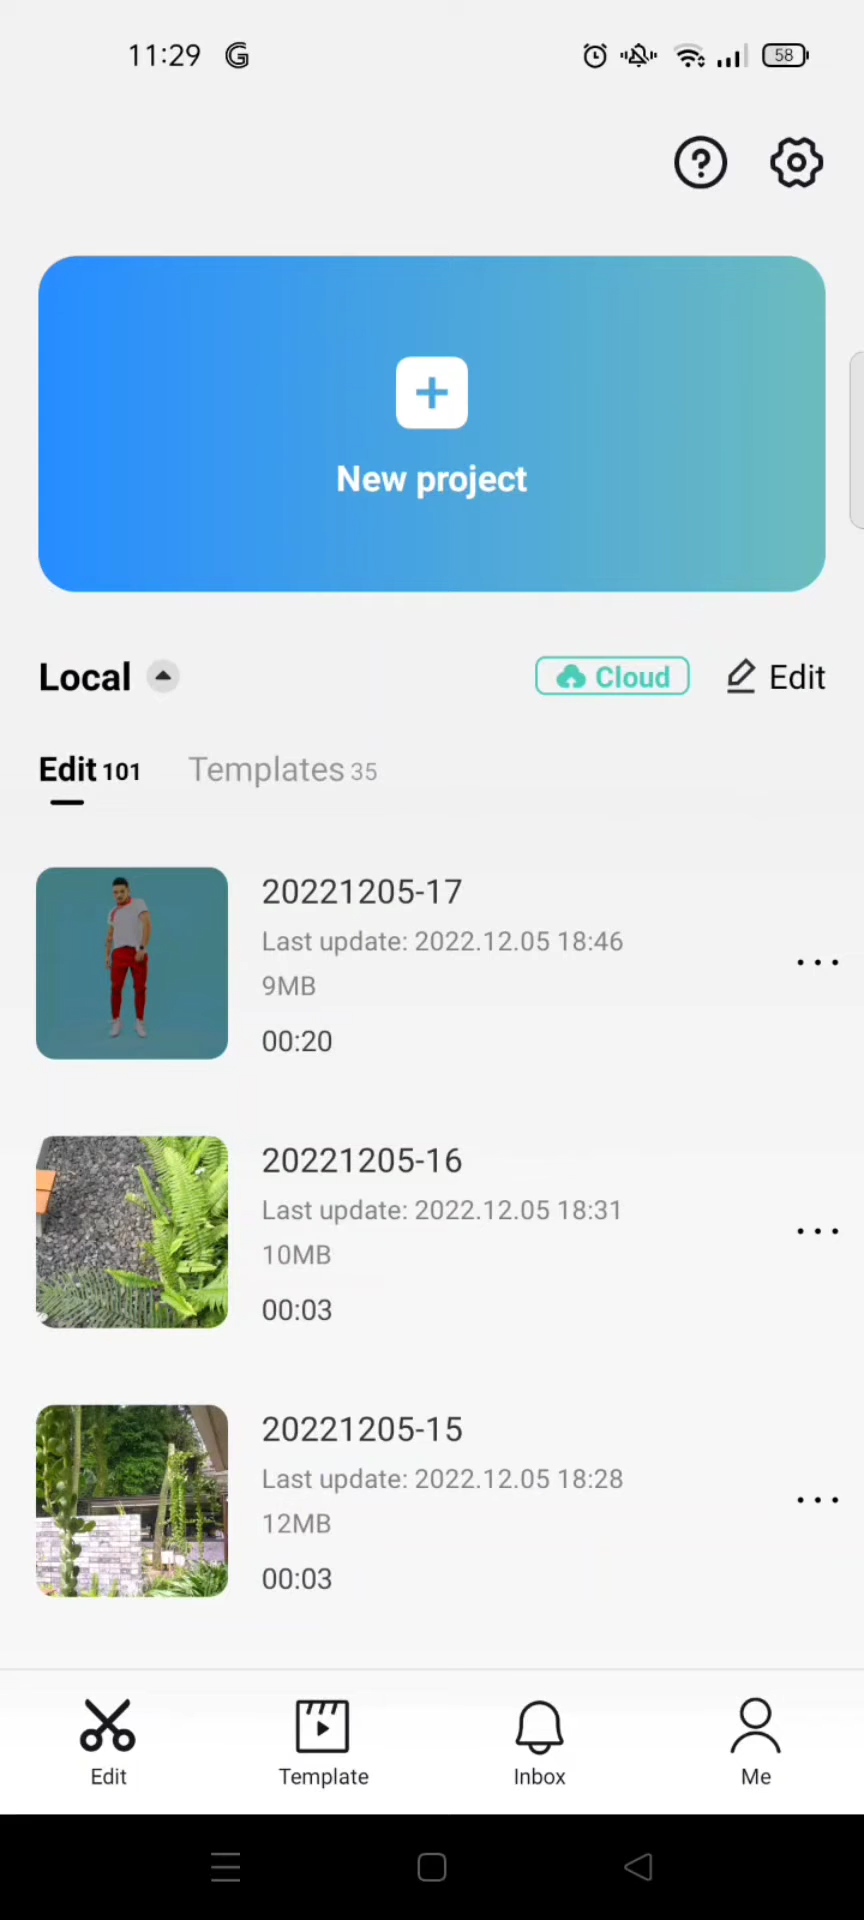 11:29 G 58
New project
Local Cloud Edit
Edit 101 Templates 35
20221205-17
Last update: 2022.12.05 18:46
9MB
00:20
20221205-16
Last update: 2022.12.05 18:31
10MB
00:03
20221205-15
Last update: 2022.12.05 18:28
12MB
00:03
Edit Template Inbox Me